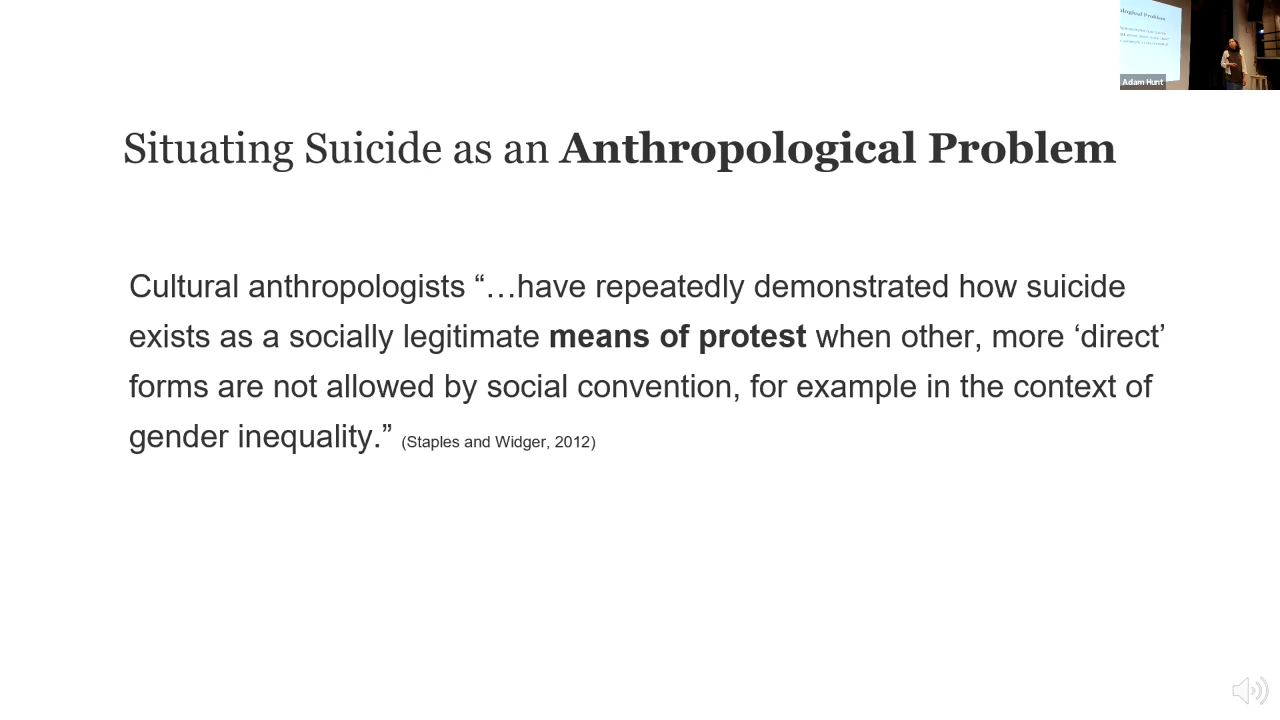 Situating Suicide as an Anthropological Problem
Cultural anthropologists “…have repeatedly demonstrated how suicide
exists as a socially legitimate means of protest when other, more ‘direct’
forms are not allowed by social convention, for example in the context of
gender inequality.” (Staples and Widger, 2012)
Adam Hunt